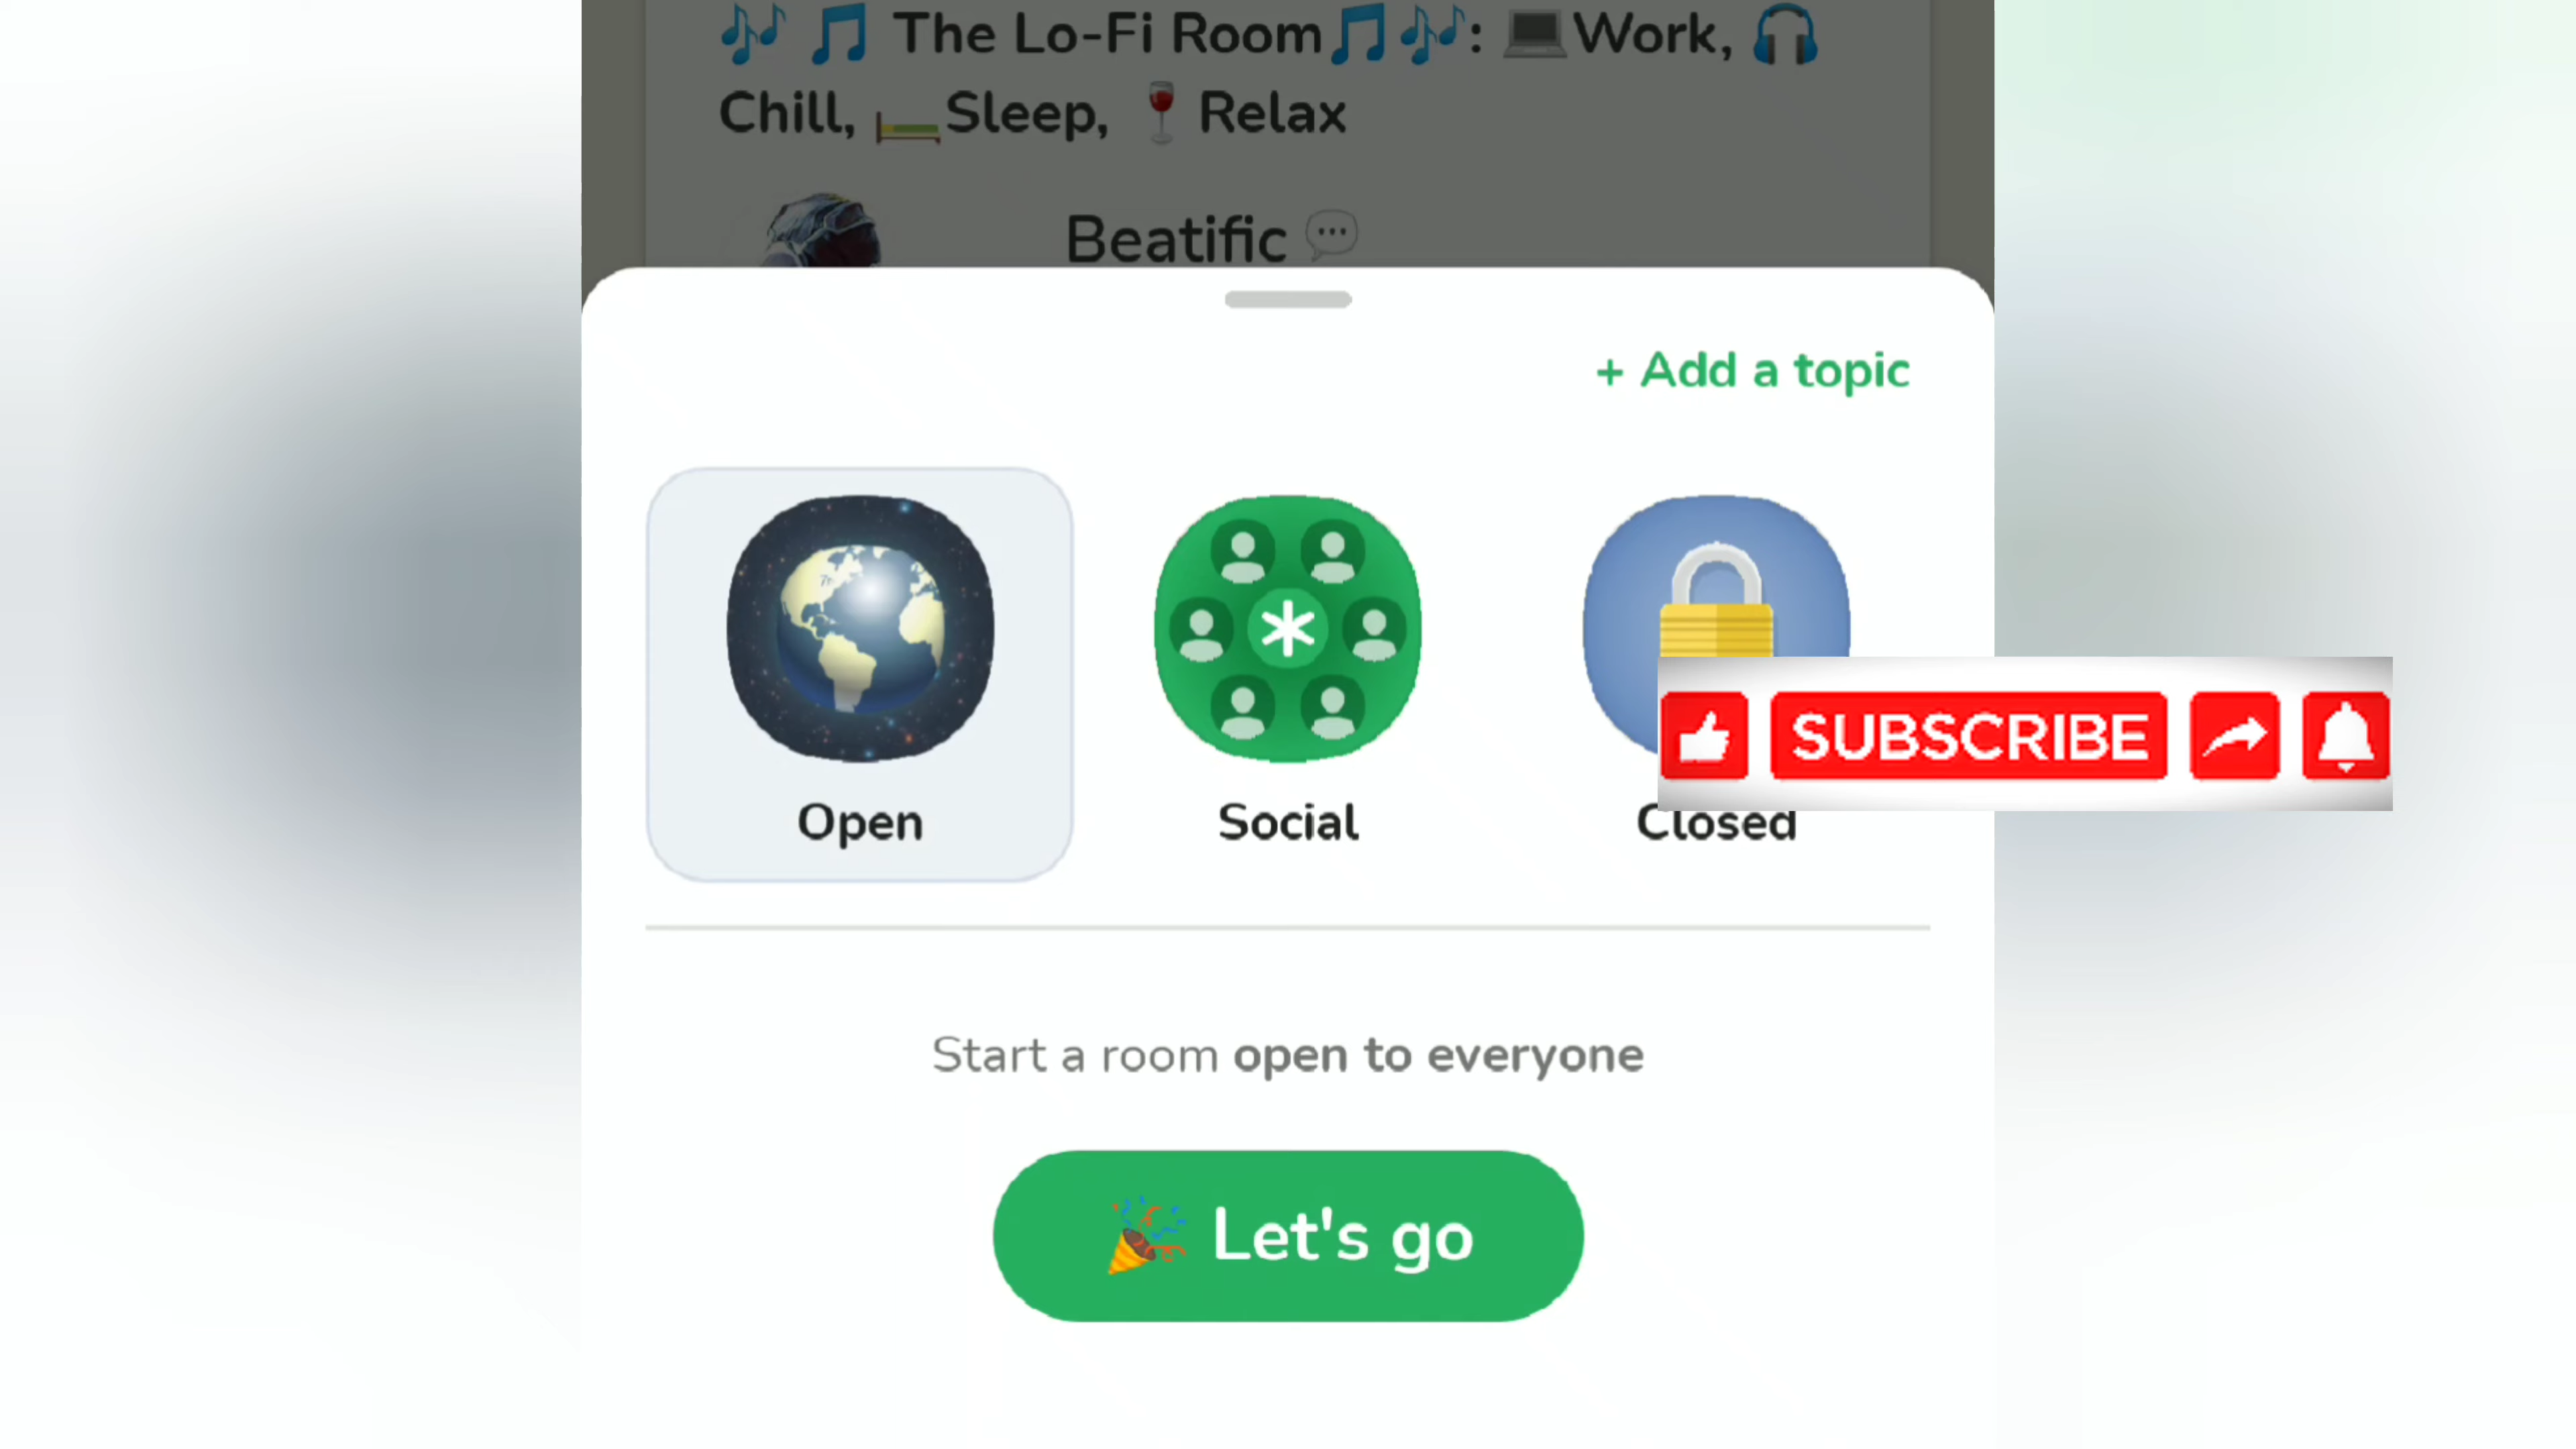 The Lo-Fi Room: Work,
Chill, Sleep, Relax
Beatific
+ Add a topic
Open
Social
Closed
SUBSCRIBE
Start a room open to everyone
Let's go